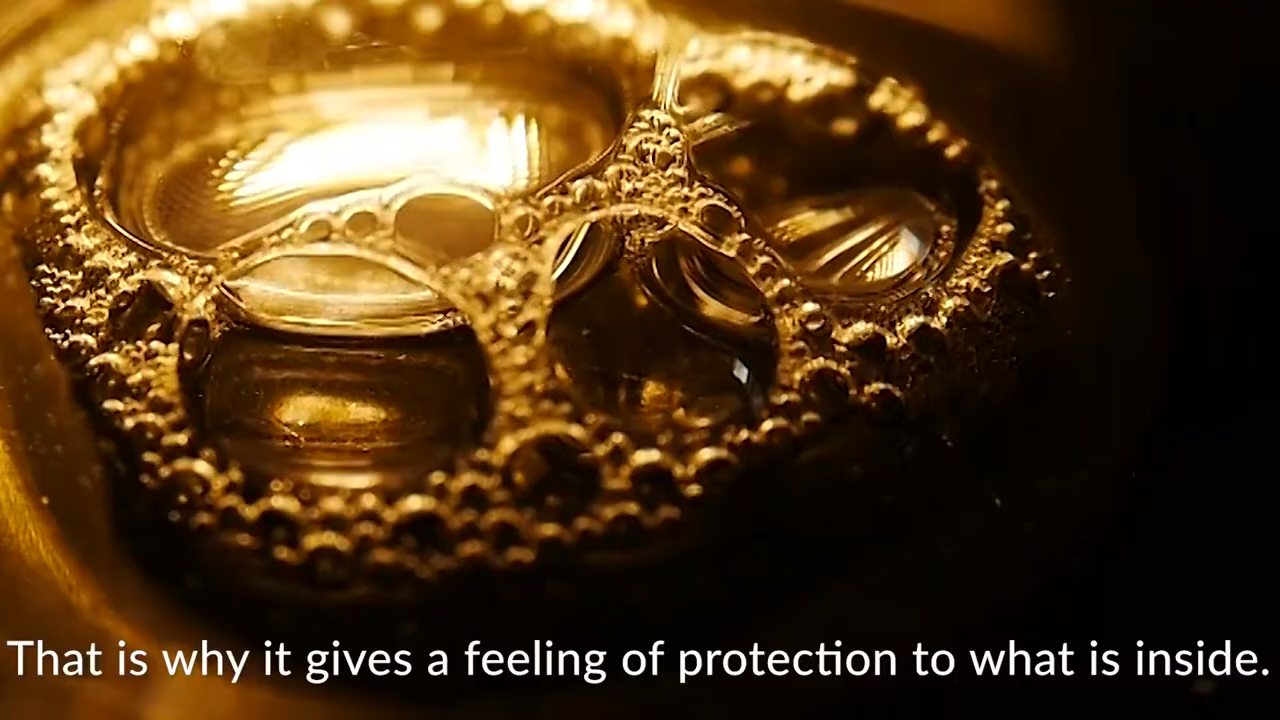 That is why it gives a feeling of protection to what is inside.